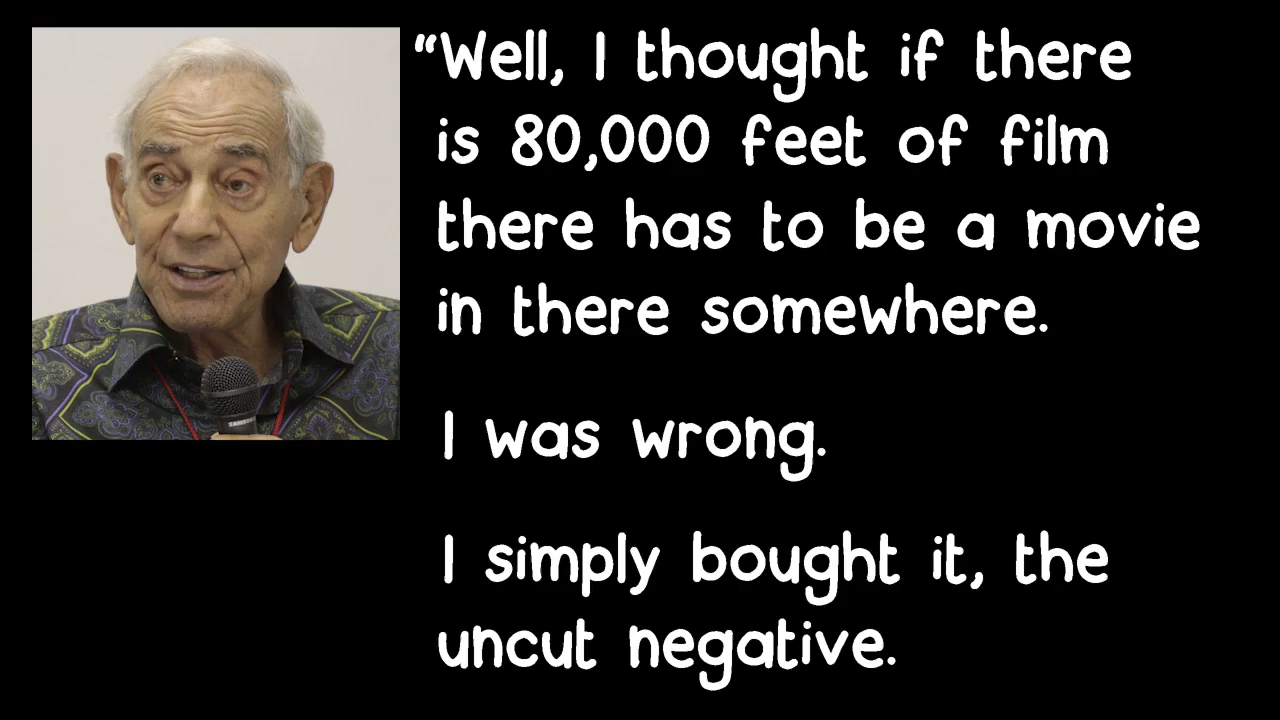 “Well, I thought if there
is 80,000 feet of film
there has to be a movie
in there somewhere.
I was wrong.
I simply bought it, the
uncut negative.
SAMSON